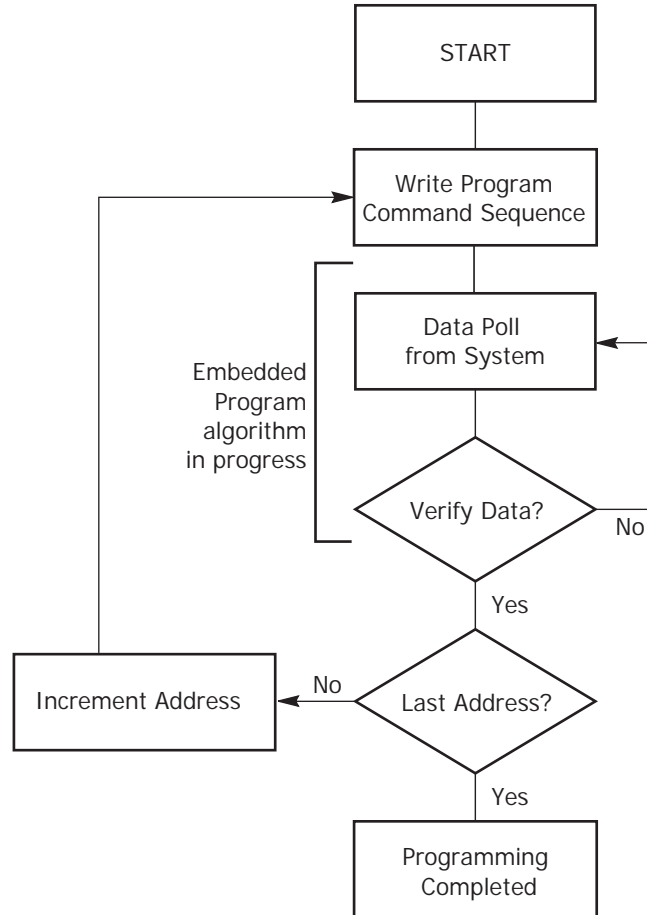 START
Write Program
Command Sequence
Data Poll
from System
Embedded
Program
algorithm
in progress
Verify Data?
No
Yes
Increment Address
No
Last Address?
Yes
Programming
Completed